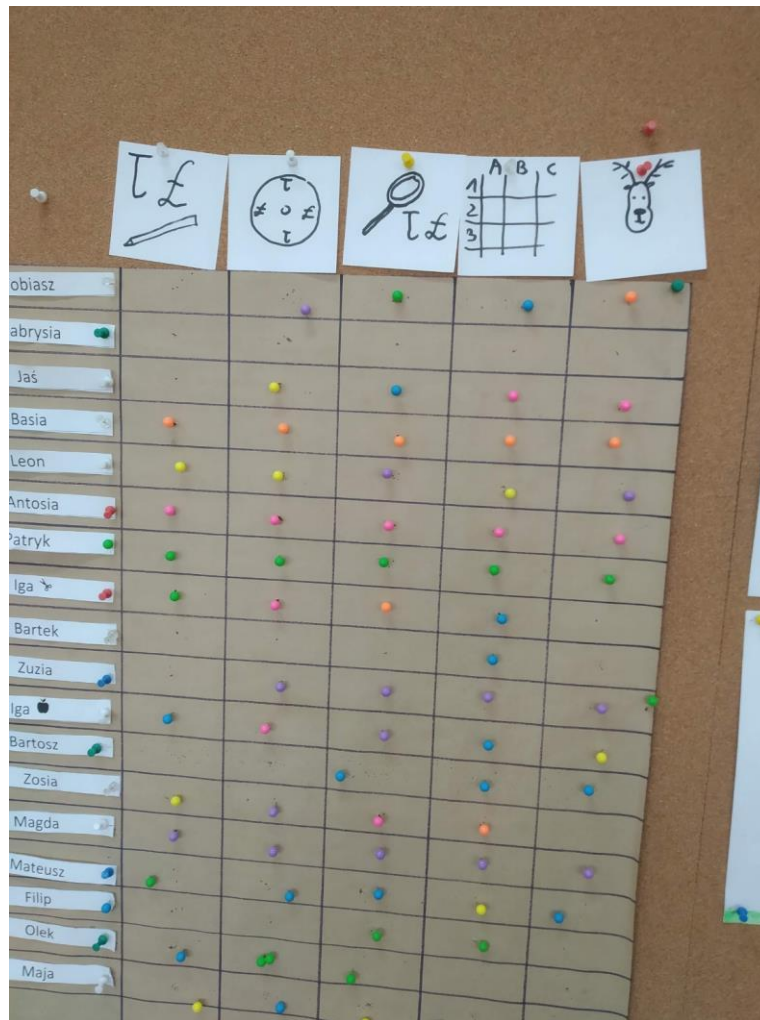 A B C
1
2
3
obiasz
abrysia
Jaś
Basia
Leon
Antosia
Patryk
Iga
Bartek
Zuzia
Iga
Bartosz
Zosia
Magda
Mateusz
Filip
Olek
Maja